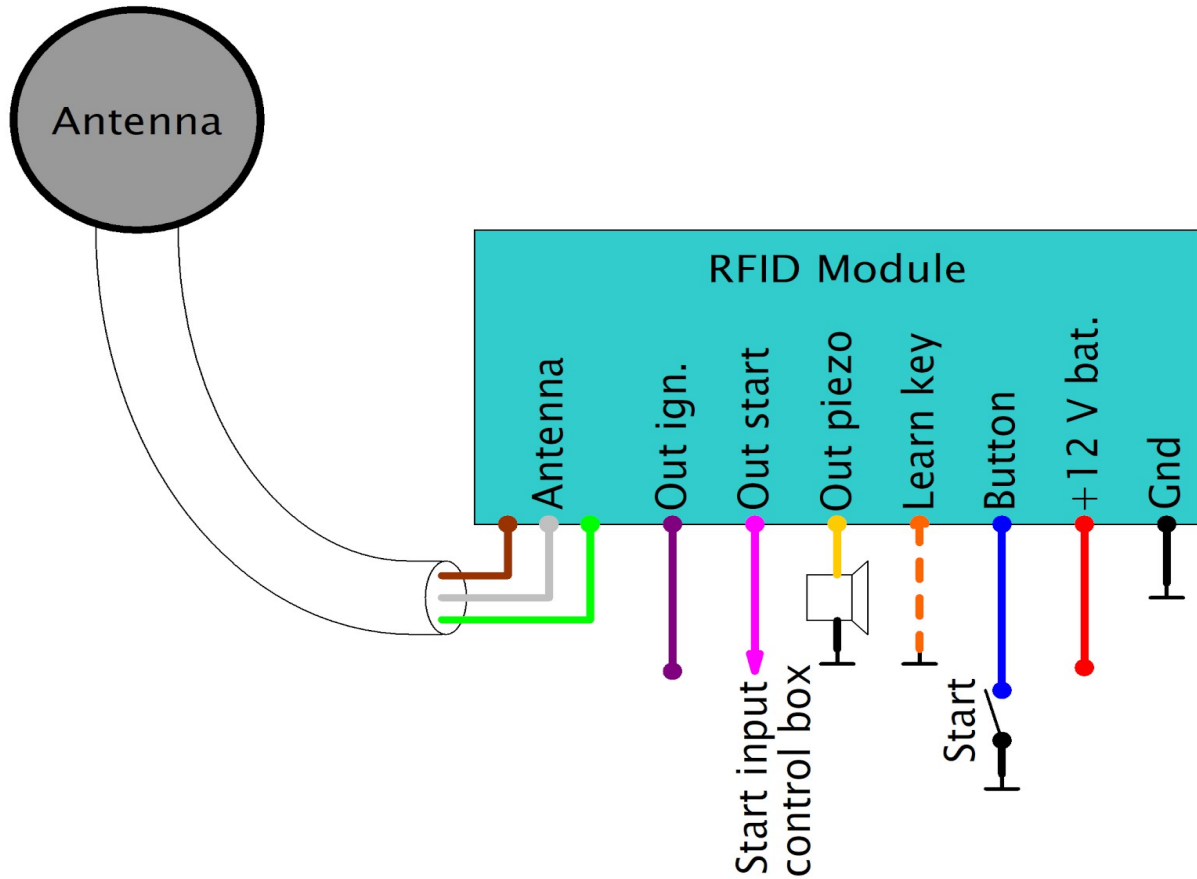 Antenna
RFID Module
Antenna
Out ign.
Out start
Out piezo
Learn key
Button
+12 V bat.
Gnd
Start input
control box
Start